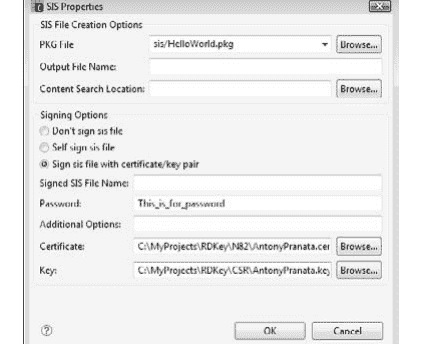 SIS Properties
SIS File Creation Options
PKG File sis/HelloWorld.pkg Browse...
Output File Name:
Content Search Location: Browse...
Signing Options
Don't sign sis file
Self sign sis file
Sign sis file with certificate/key pair
Signed SIS File Name:
Password: This_is_for_password
Additional Options:
Certificate: C:\MyProjects\RDKey\N82\AntonyPranata.cer Browse...
Key: C:\MyProjects\RDKey\CSR\AntonyPranata.key Browse...
? OK Cancel